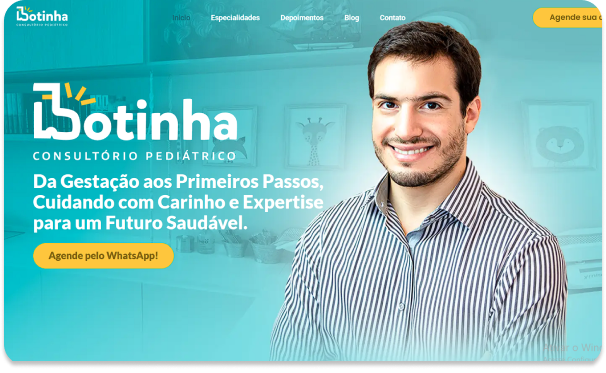 Botinha
CONSULTÓRIO PEDIÁTRICO
Início Especialidades Depoimentos Blog Contato
Agende sua
Botinha
CONSULTÓRIO PEDIÁTRICO
Da Gestação aos Primeiros Passos,
Cuidando com Carinho e Expertise
para um Futuro Saudável.
Agende pelo WhatsApp!